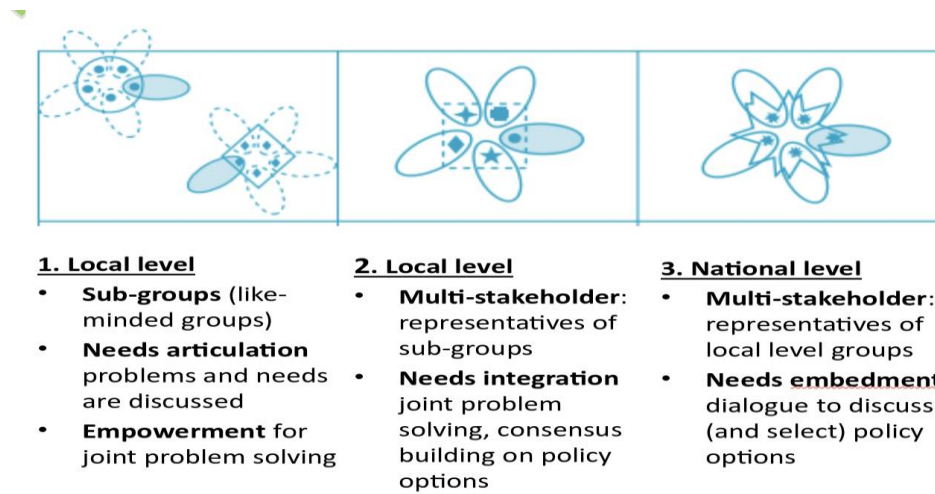 1. Local level
• Sub-groups (like-
minded groups)
• Needs articulation
problems and needs
are discussed
• Empowerment for
joint problem solving
2. Local level
• Multi-stakeholder:
representatives of
sub-groups
• Needs integration
joint problem
solving, consensus
building on policy
options
3. National level
• Multi-stakeholder:
representatives of
local level groups
• Needs embedment
dialogue to discuss
(and select) policy
options